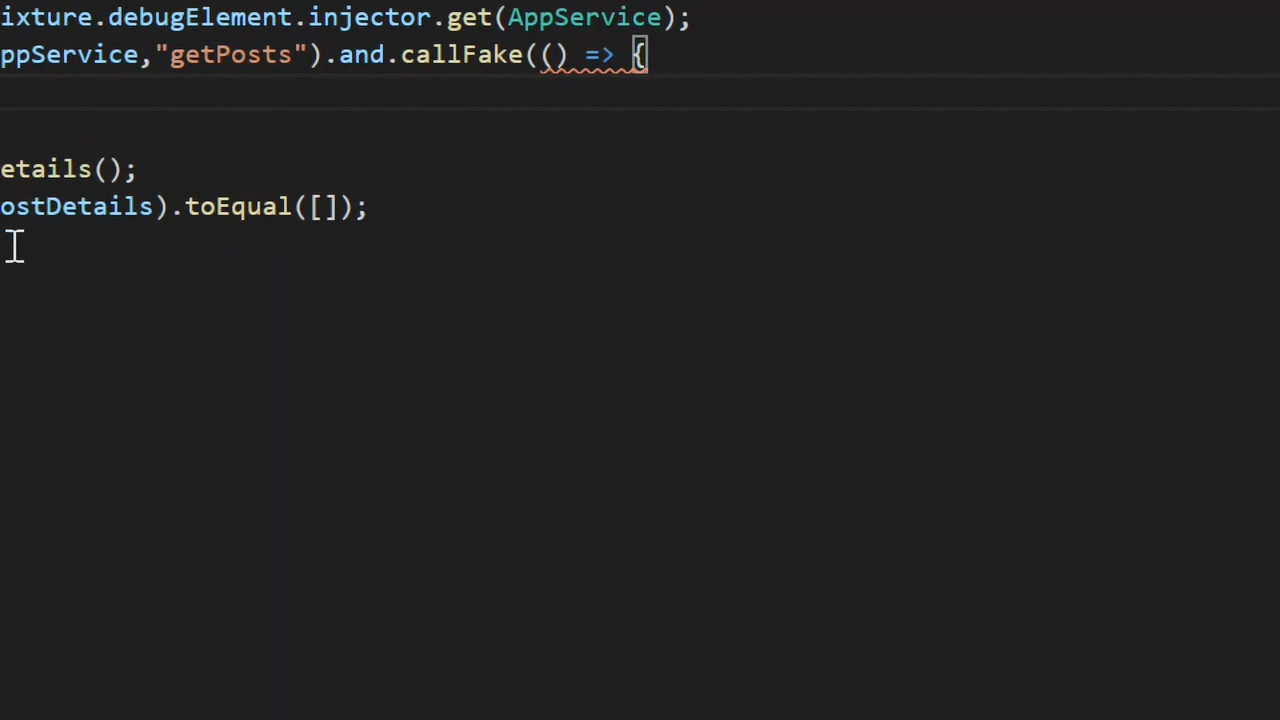 ixture.debugElement.injector.get(AppService);
ppService,"getPosts").and.callFake(() => {
etails();
ostDetails).toEqual([]);